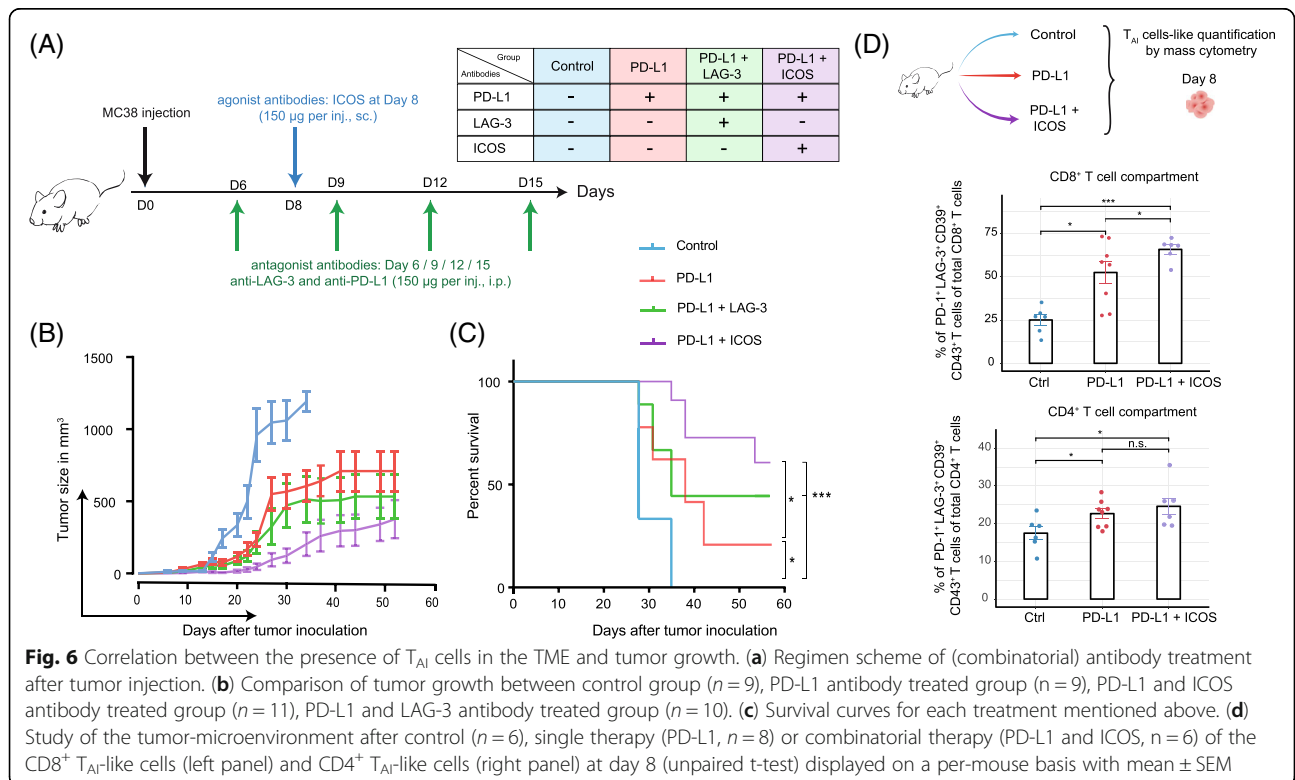 (A)
MC38 injection
agonist antibodies: ICOS at Day 8
(150 µg per inj., sc.)
D0
D6
D8
D9
D12
D15
Days
antagonist antibodies: Day 6 / 9 / 12 / 15
anti-LAG-3 and anti-PD-L1 (150 µg per inj., i.p.)
Group
Antibodies
Control
PD-L1
PD-L1 +
LAG-3
PD-L1 +
ICOS
PD-L1 - + + +
LAG-3 - - + -
ICOS - - - +
Control
PD-L1
PD-L1 + LAG-3
PD-L1 + ICOS
(B)
Tumor size in mm³
1500
1000
500
0
0 10 20 30 40 50 60
Days after tumor inoculation
(C)
Percent survival
100
50
0
0 10 20 30 40 50 60
Days after tumor inoculation
*
*
***
(D)
Control
PD-L1
PD-L1 +
ICOS
TAI cells-like quantification
by mass cytometry
Day 8
CD8⁺ T cell compartment
***
*
*
% of PD-1⁺ LAG-3⁺ CD39⁺
CD43⁺ T cells of total CD8⁺ T cells
75
50
25
0
Ctrl PD-L1 PD-L1 + ICOS
CD4⁺ T cell compartment
*
n.s.
*
% of PD-1⁺ LAG-3⁺ CD39⁺
CD43⁺ T cells of total CD4⁺ T cells
40
30
20
10
0
Ctrl PD-L1 PD-L1 + ICOS
Fig. 6 Correlation between the presence of TAI cells in the TME and tumor growth. (a) Regimen scheme of (combinatorial) antibody treatment
after tumor injection. (b) Comparison of tumor growth between control group (n = 9), PD-L1 antibody treated group (n = 9), PD-L1 and ICOS
antibody treated group (n = 11), PD-L1 and LAG-3 antibody treated group (n = 10). (c) Survival curves for each treatment mentioned above. (d)
Study of the tumor-microenvironment after control (n = 6), single therapy (PD-L1, n = 8) or combinatorial therapy (PD-L1 and ICOS, n = 6) of the
CD8⁺ TAI-like cells (left panel) and CD4⁺ TAI-like cells (right panel) at day 8 (unpaired t-test) displayed on a per-mouse basis with mean ± SEM